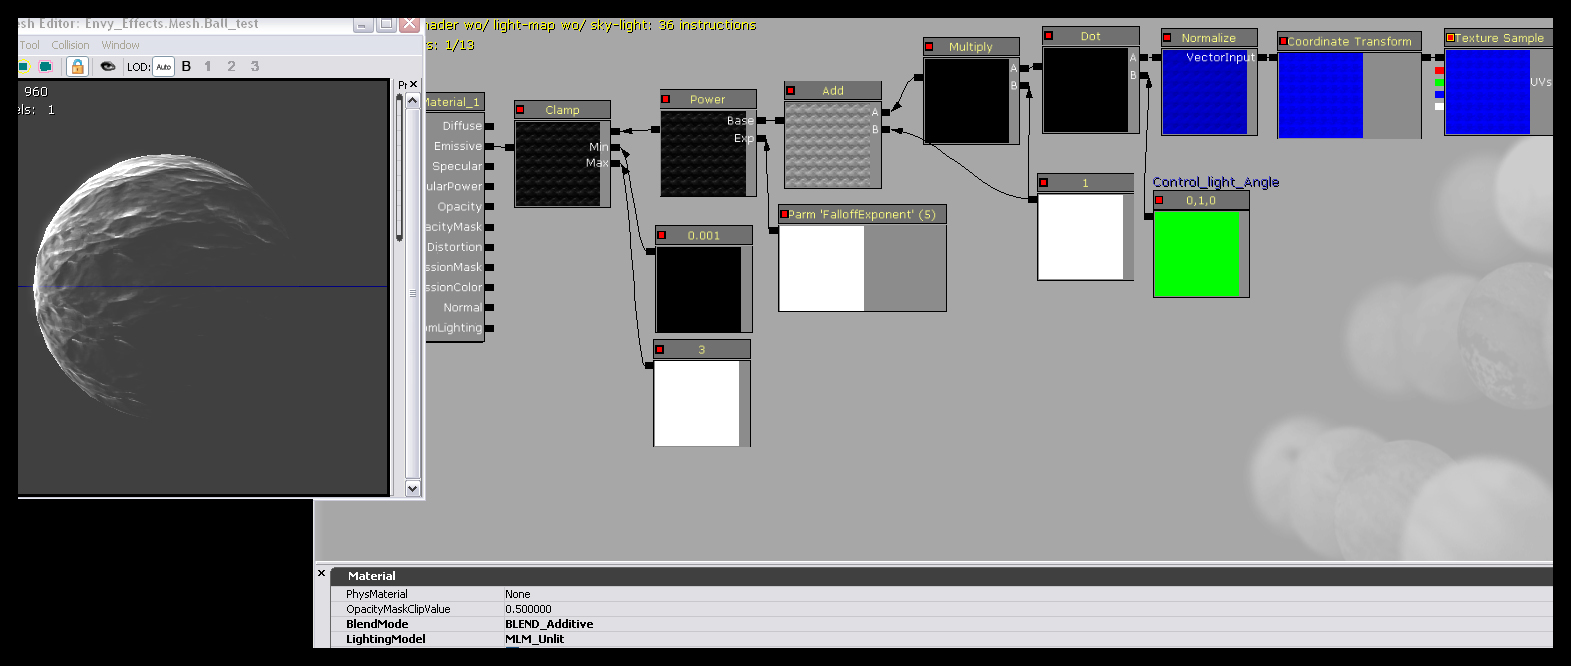 sh Editor: Envy_Effects.Mesh.Ball_test
Tool Collision Window
LOD: Auto B 1 2 3
960
els: 1
Pr
ader wo/ light-map wo/ sky-light: 36 instructions
s: 1/13
Material_1
Diffuse
Emissive
Specular
ularPower
Opacity
acityMask
Distortion
ssionMask
ssionColor
Normal
omLighting
Clamp
Min
Max
Power
Base
Exp
Add
A
B
Multiply
A
B
Dot
A
B
Normalize
VectorInput
Coordinate Transform
Texture Sample
UVs
0.001
3
Parm 'FalloffExponent' (5)
1
Control_light_Angle
0,1,0
Material
PhysMaterial None
OpacityMaskClipValue 0.500000
BlendMode BLEND_Additive
LightingModel MLM_Unlit